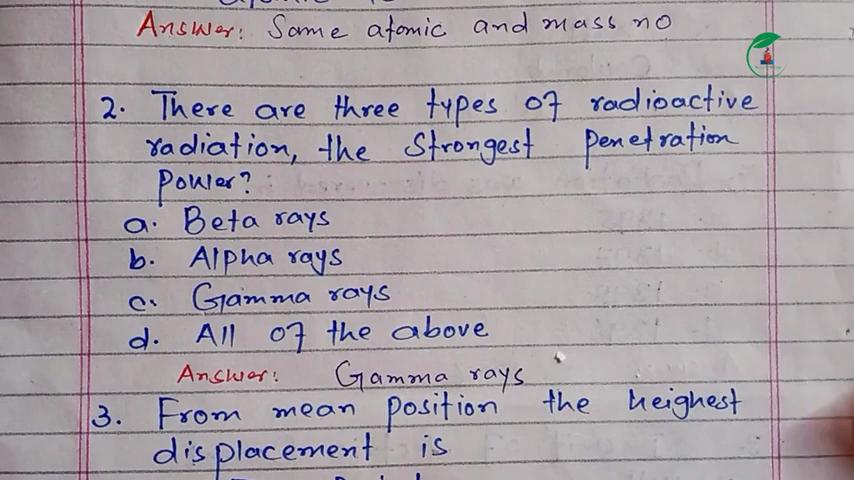 Answer: Same atomic and mass no
2. There are three types of radioactive
radiation, the strongest penetration
power?
a. Beta rays
b. Alpha rays
c. Gamma rays
d. All of the above
Answer: Gamma rays
3. From mean position the heighest
displacement is